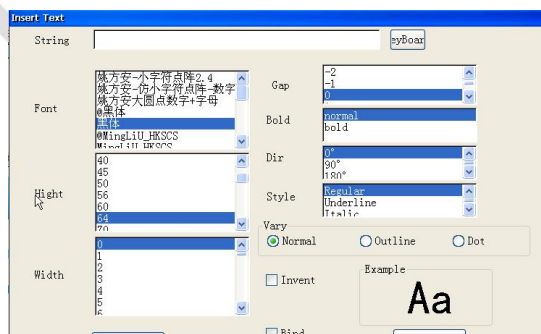 Insert Text
String
eyBoar
Font
姚方安-小字符点阵2.4
姚方安-仿小字符点阵-数字
姚方安大圆点数字+字母
@黑体
黑体
@MingLiU_HKSCS
MingLiU_HKSCS
Gap
-2
-1
0
Bold
normal
bold
Hight
40
45
50
56
60
64
70
Dir
0°
90°
180°
Style
Regular
Underline
Italic
Vary
Normal
Outline
Dot
Width
0
1
2
3
4
5
6
Invent
Example
Aa
Bind